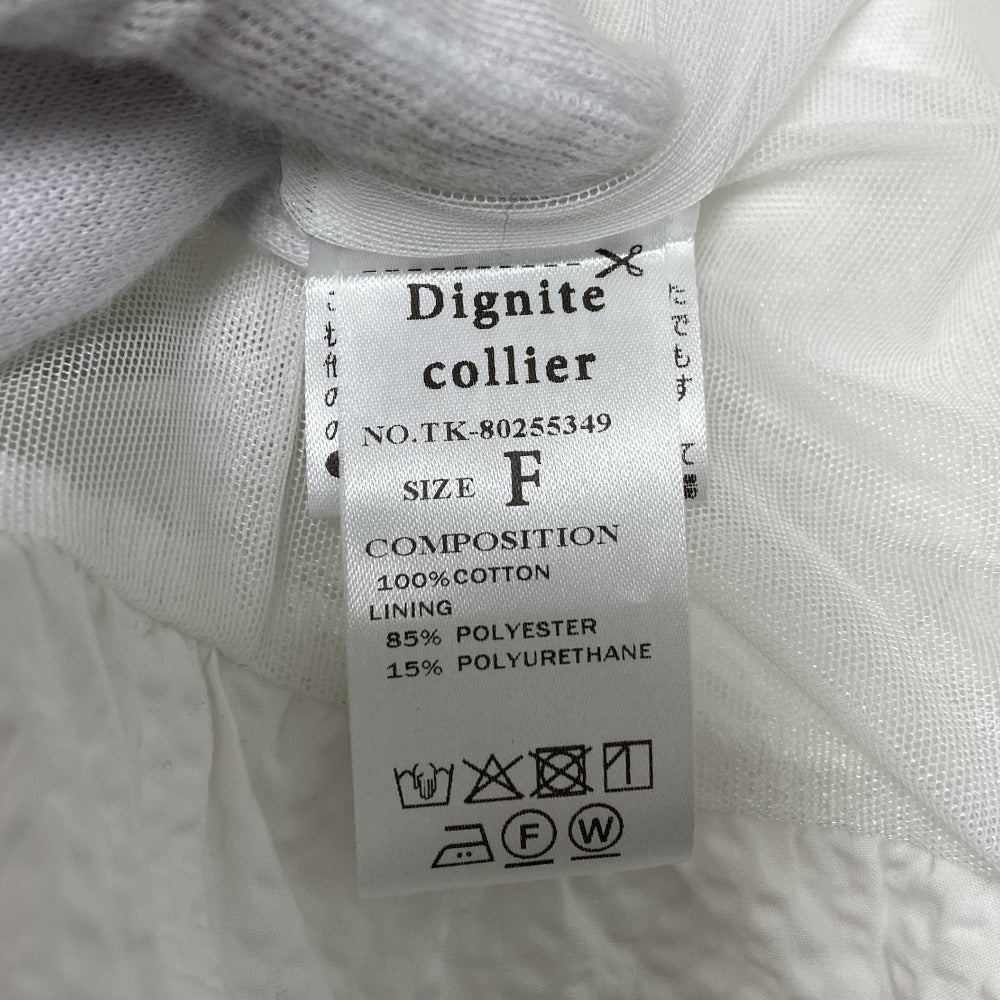 Dignite
collier
NO.TK-80255349
SIZE F
COMPOSITION
100%COTTON
LINING
85% POLYESTER
15% POLYURETHANE
F W